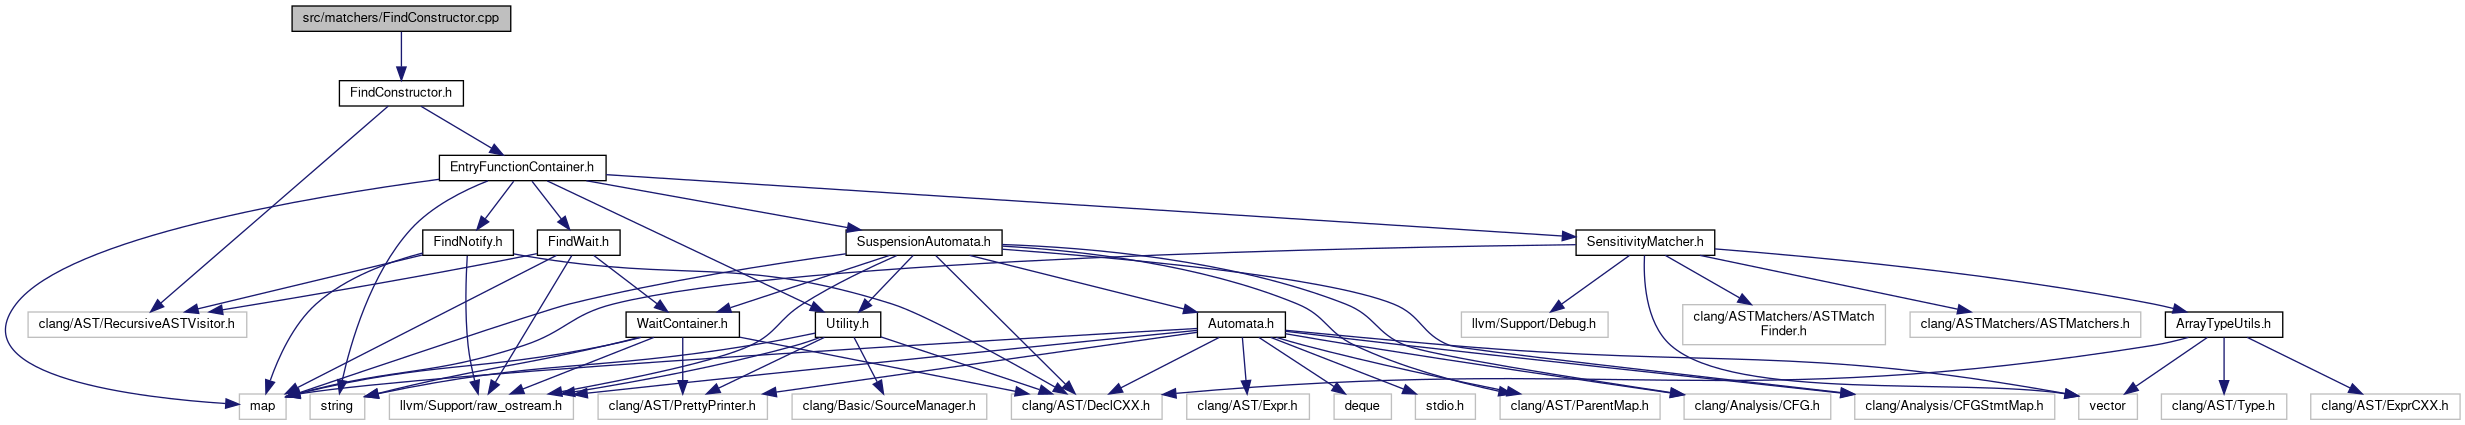 src/matchers/FindConstructor.cpp
FindConstructor.h
EntryFunctionContainer.h
FindNotify.h
FindWait.h
SuspensionAutomata.h
SensitivityMatcher.h
clang/AST/RecursiveASTVisitor.h
WaitContainer.h
Utility.h
Automata.h
llvm/Support/Debug.h
clang/ASTMatchers/ASTMatch
Finder.h
clang/ASTMatchers/ASTMatchers.h
ArrayTypeUtils.h
map
string
llvm/Support/raw_ostream.h
clang/AST/PrettyPrinter.h
clang/Basic/SourceManager.h
clang/AST/DeclCXX.h
clang/AST/Expr.h
deque
stdio.h
clang/AST/ParentMap.h
clang/Analysis/CFG.h
clang/Analysis/CFGStmtMap.h
vector
clang/AST/Type.h
clang/AST/ExprCXX.h